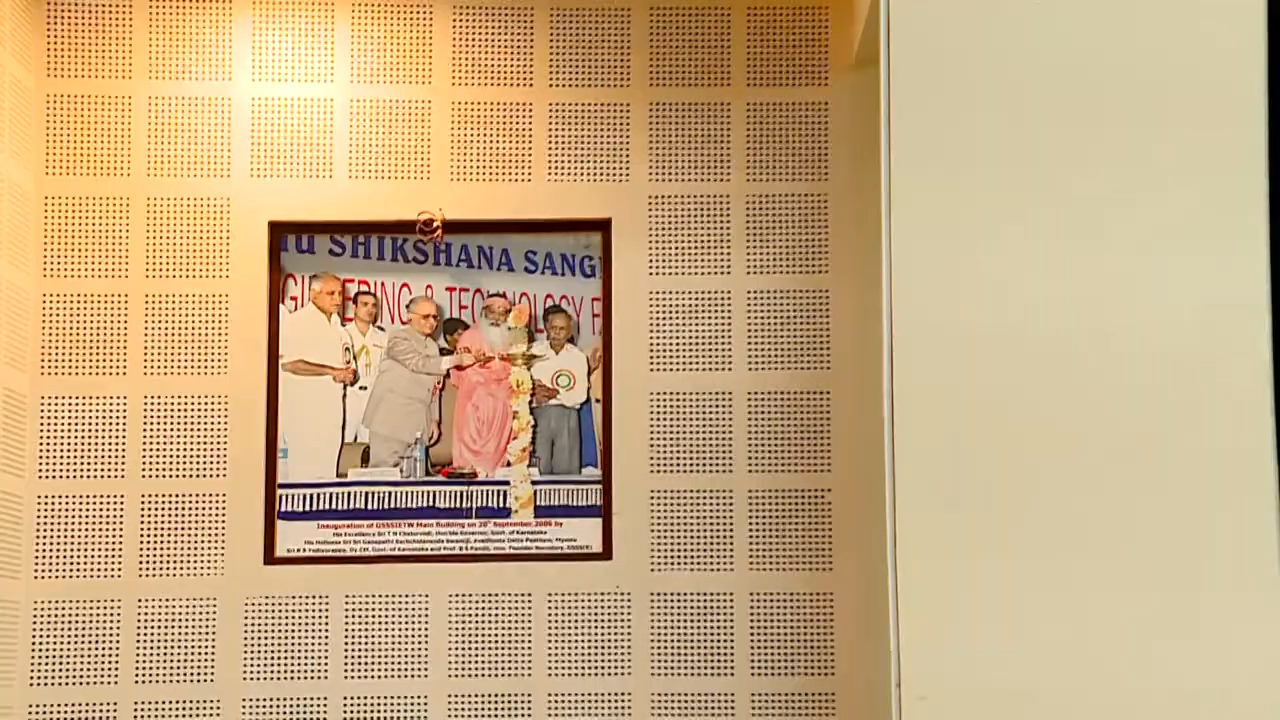 SHIKSHANA SANG
GINEERING & TECHNOLOGY F
Inauguration of GSSSIETW Main Building on 20th September 2006 by
His Excellency Sri T N Chaturvedi, Hon'ble Governor, Govt. of Karnataka
His Holiness Sri Sri Ganapathi Sachchidananda Swamiji, Avadhoota Datta Peetham, Mysore
Sri B S Yediyurappa, Dy CM, Govt. of Karnataka and Prof. B S Pandit, Hon. Founder Secretary, GSSS(R)